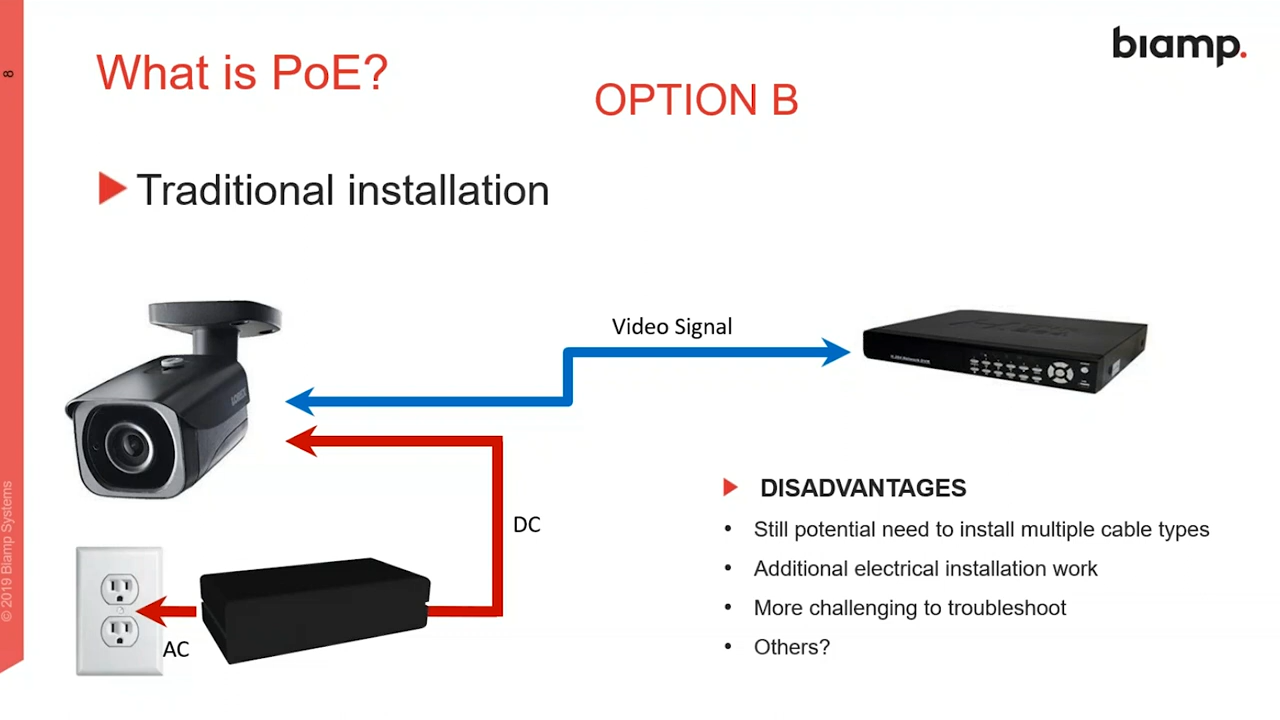 8
What is PoE?
biamp.
OPTION B
Traditional installation
Video Signal
DC
AC
DISADVANTAGES
• Still potential need to install multiple cable types
• Additional electrical installation work
• More challenging to troubleshoot
• Others?
© 2019 Biamp Systems